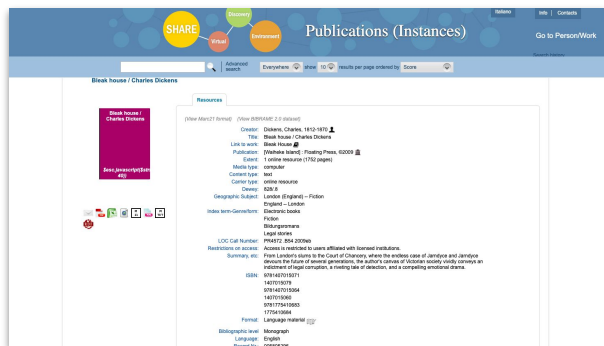 SHARE
Virtual
Discovery
Environment
Publications (Instances)
Italiano
Info | Contacts
Go to Person/Work
Advanced search
Everywhere show 10 results per page ordered by Score
Bleak house / Charles Dickens
Bleak house / Charles Dickens
Resources
(View Marc21 format) (View BIBFRAME 2.0 dataset)
Creator: Dickens, Charles, 1812-1870
Title: Bleak house / Charles Dickens
Link to work: Bleak House
Publication: [Waiheke Island] : Floating Press, ©2009
Extent: 1 online resource (1752 pages)
Media type: computer
Content type: text
Carrier type: online resource
Dewey: 828/.8
Geographic Subject: London (England) -- Fiction
England -- London
Index term-Genre/form: Electronic books
Fiction
Bildungsromans
Legal stories
LOC Call Number: PR4572 .B54 2009eb
Restrictions on access: Access is restricted to users affiliated with licensed institutions.
Summary, etc: From London's slums to the Court of Chancery, where the endless case of Jarndyce and Jarndyce
devours the future of several generations, the author's canvas of Victorian society vividly conveys an
indictment of legal corruption, a riveting tale of detection, and a compelling emotional drama.
ISBN: 9781407015071
1407015079
9781407015064
1407015060
9781775410683
1775410684
Format: Language material
Bibliographic level: Monograph
Language: English